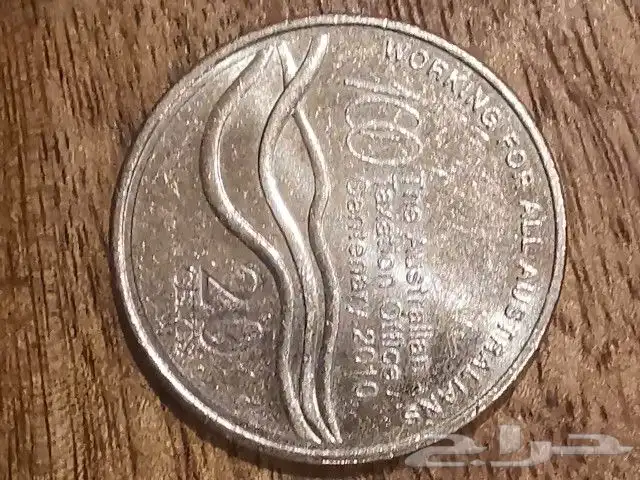 WORKING FOR ALL AUSTRALIANS
100
The Australian
Taxation Office
Centenary 2010
20
حراج